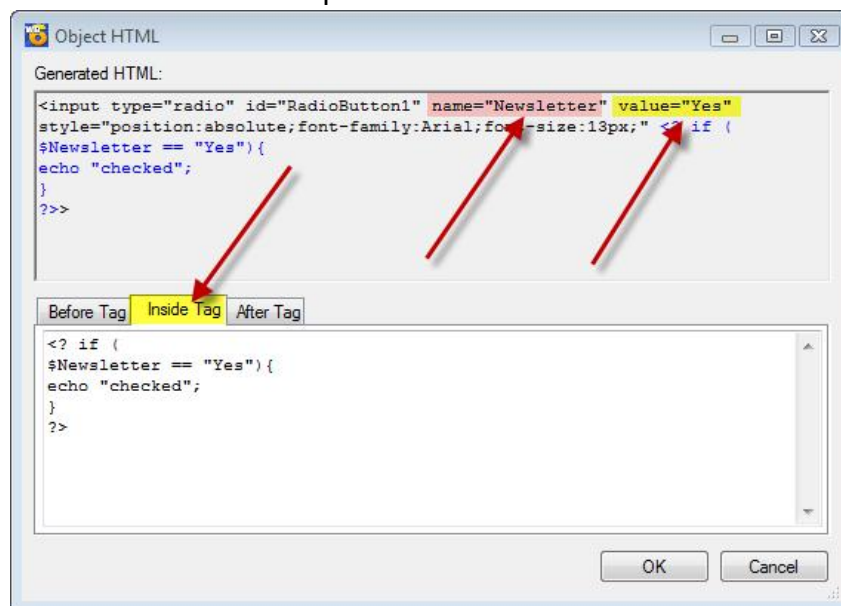 Object HTML
Generated HTML:
<input type="radio" id="RadioButton1" name="Newsletter" value="Yes"
style="position:absolute;font-family:Arial;font-size:13px;" <? if (
$Newsletter == "Yes"){
echo "checked";
}
?>>
Before Tag Inside Tag After Tag
<? if (
$Newsletter == "Yes"){
echo "checked";
}
?>
OK Cancel